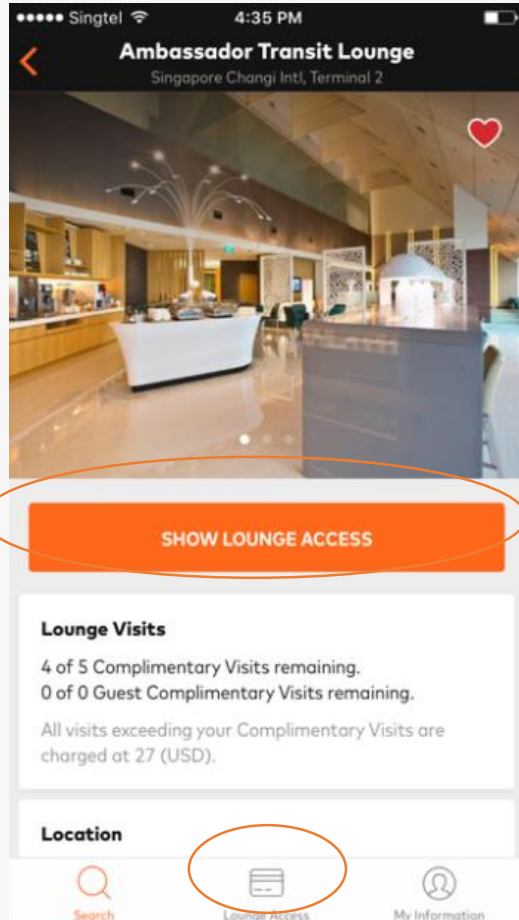 Singtel 4:35 PM
Ambassador Transit Lounge
Singapore Changi Intl, Terminal 2
SHOW LOUNGE ACCESS
Lounge Visits
4 of 5 Complimentary Visits remaining.
0 of 0 Guest Complimentary Visits remaining.
All visits exceeding your Complimentary Visits are
charged at 27 (USD).
Location
Search Lounge Access My Information